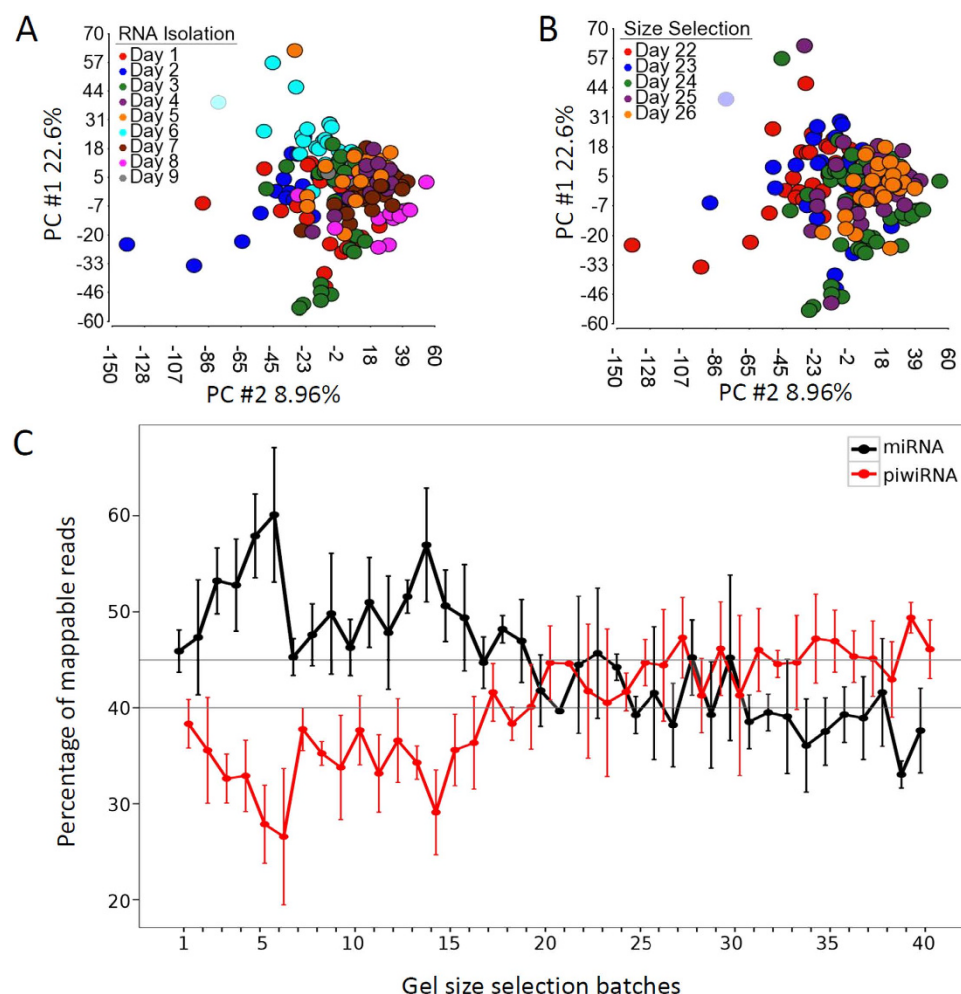 A
RNA Isolation
Day 1
Day 2
Day 3
Day 4
Day 5
Day 6
Day 7
Day 8
Day 9
PC #1 22.6%
70
57
44
31
18
5
-7
-20
-33
-46
-60
-150
-128
-107
-86
-65
-45
-23
-2
18
39
60
PC #2 8.96%
B
Size Selection
Day 22
Day 23
Day 24
Day 25
Day 26
PC #1 22.6%
70
57
44
31
18
5
-7
-20
-33
-46
-60
-150
-128
-107
-86
-65
-45
-23
-2
18
39
60
PC #2 8.96%
C
miRNA
piwiRNA
Percentage of mappable reads
60
50
40
30
20
1
5
10
15
20
25
30
35
40
Gel size selection batches